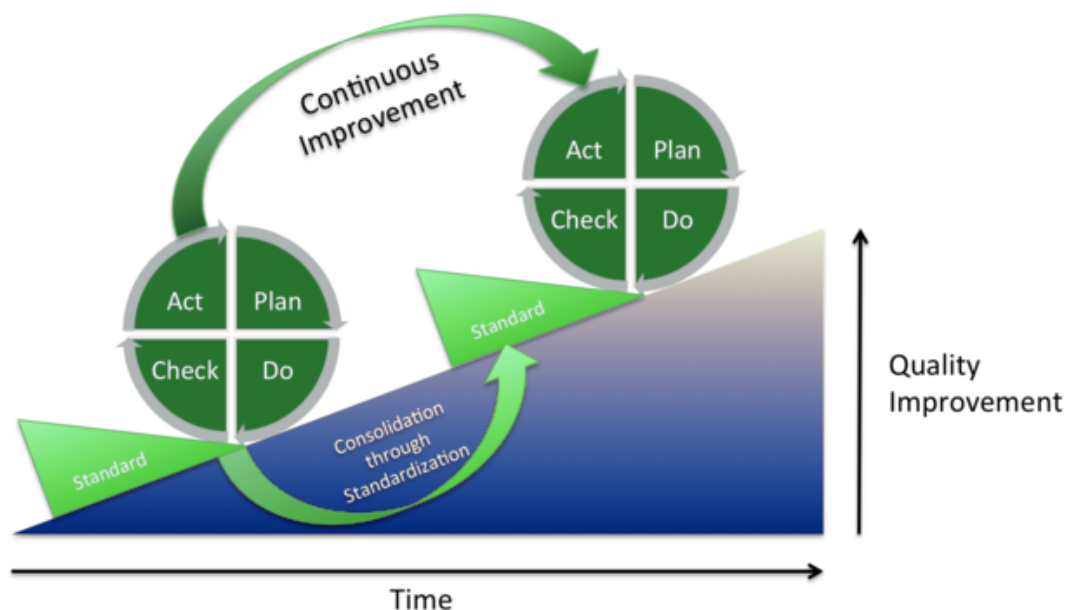 Continuous
Improvement
Act
Plan
Check
Do
Act
Plan
Check
Do
Standard
Standard
Consolidation
through
Standardization
Quality
Improvement
Time